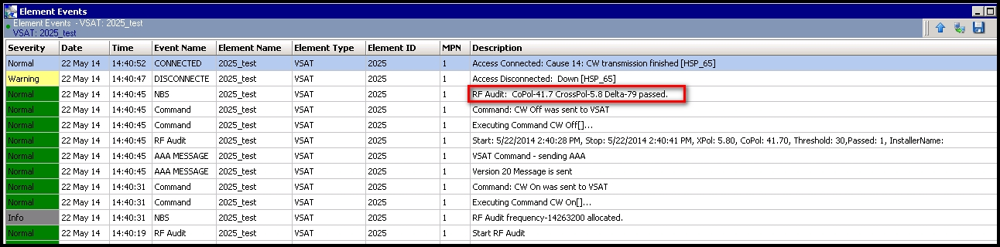 Element Events
Element Events - VSAT: 2025_test
VSAT: 2025_test
Severity Date Time Event Name Element Name Element Type Element ID MPN Description
Normal 22 May 14 14:40:52 CONNECTED 2025_test VSAT 2025 1 Access Connected: Cause 14: CW transmission finished [HSP_65]
Warning 22 May 14 14:40:47 DISCONNECTE 2025_test VSAT 2025 1 Access Disconnected: Down [HSP_65]
Normal 22 May 14 14:40:45 NBS 2025_test VSAT 2025 1 RF Audit: CoPol-41.7 CrossPol-5.8 Delta-79 passed.
Normal 22 May 14 14:40:45 Command 2025_test VSAT 2025 1 Command: CW Off was sent to VSAT
Normal 22 May 14 14:40:45 Command 2025_test VSAT 2025 1 Executing Command CW Off[]...
Normal 22 May 14 14:40:45 RF Audit 2025_test VSAT 2025 1 Start: 5/22/2014 2:40:28 PM, Stop: 5/22/2014 2:40:41 PM, XPol: 5.80, CoPol: 41.70, Threshold: 30,Passed: 1, InstallerName:
Normal 22 May 14 14:40:45 AAA MESSAGE 2025_test VSAT 2025 1 VSAT Command - sending AAA
Normal 22 May 14 14:40:45 AAA MESSAGE 2025_test VSAT 2025 1 Version 20 Message is sent
Normal 22 May 14 14:40:31 Command 2025_test VSAT 2025 1 Command: CW On was sent to VSAT
Normal 22 May 14 14:40:31 Command 2025_test VSAT 2025 1 Executing Command CW On[]...
Info 22 May 14 14:40:31 NBS 2025_test VSAT 2025 1 RF Audit frequency-14263200 allocated.
Normal 22 May 14 14:40:19 RF Audit 2025_test VSAT 2025 1 Start RF Audit